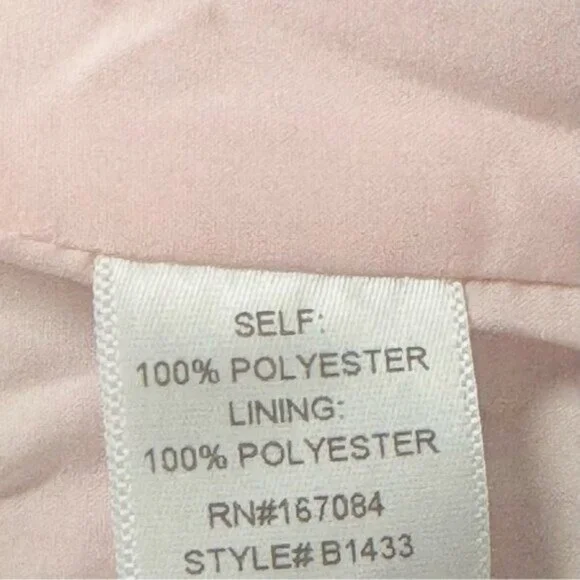 SELF:
100% POLYESTER
LINING:
100% POLYESTER
RN#167084
STYLE# B1433